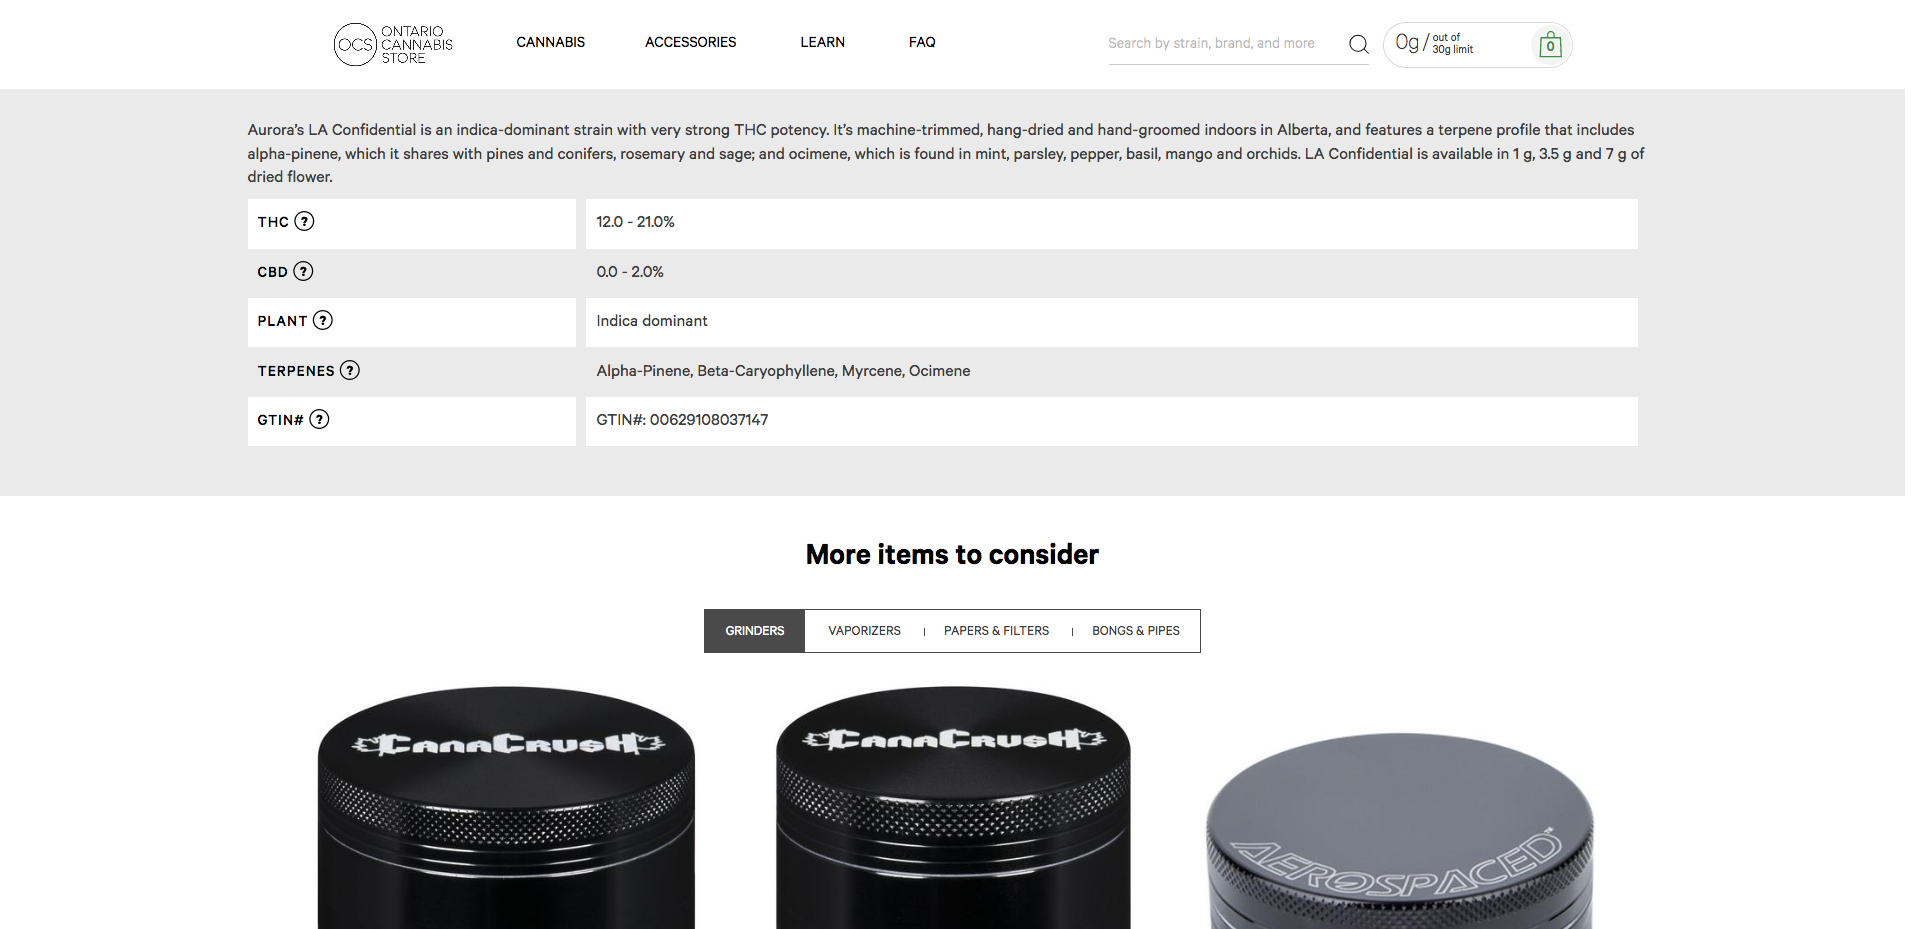 OCS
ONTARIO
CANNABIS
STORE
CANNABIS
ACCESSORIES
LEARN
FAQ
Search by strain, brand, and more
0g / out of
30g limit
0
Aurora’s LA Confidential is an indica-dominant strain with very strong THC potency. It’s machine-trimmed, hang-dried and hand-groomed indoors in Alberta, and features a terpene profile that includes
alpha-pinene, which it shares with pines and conifers, rosemary and sage; and ocimene, which is found in mint, parsley, pepper, basil, mango and orchids. LA Confidential is available in 1 g, 3.5 g and 7 g of
dried flower.
THC ? 12.0 - 21.0%
CBD ? 0.0 - 2.0%
PLANT ? Indica dominant
TERPENES ? Alpha-Pinene, Beta-Caryophyllene, Myrcene, Ocimene
GTIN# ? GTIN#: 00629108037147
More items to consider
GRINDERS
VAPORIZERS
PAPERS & FILTERS
BONGS & PIPES
CANACRUSH
CANACRUSH
AEROSPACED™